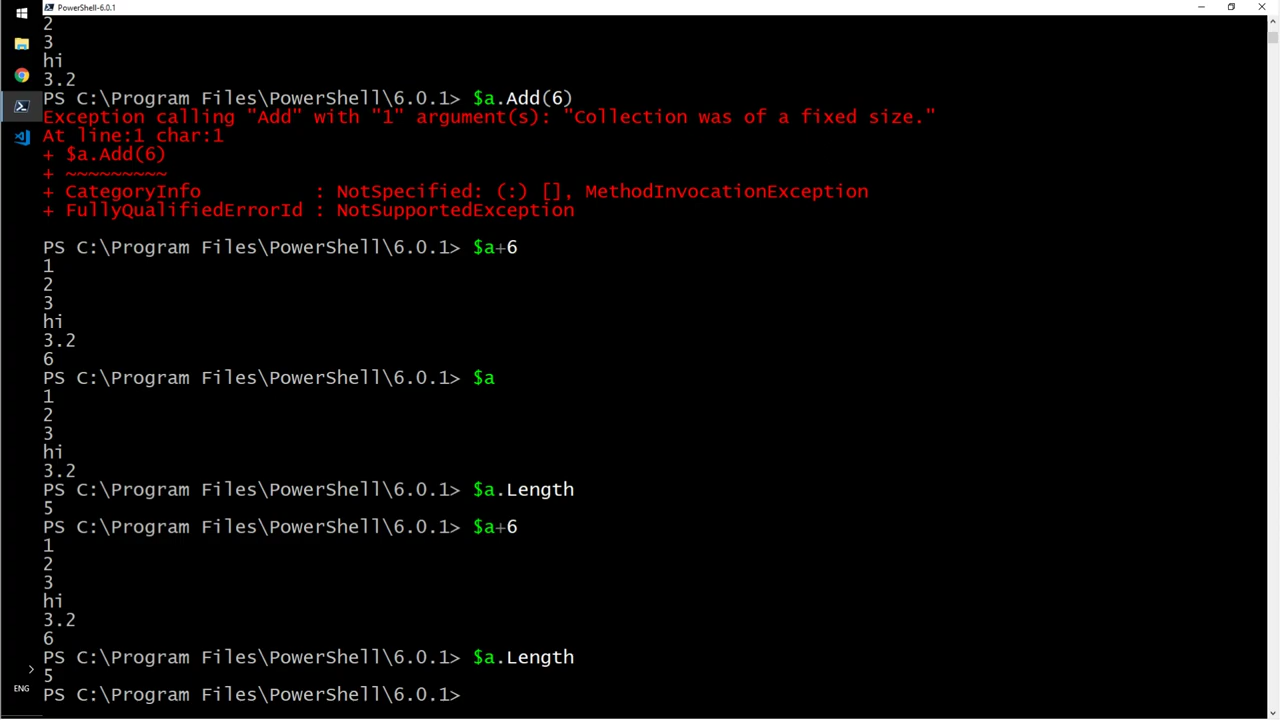 PowerShell-6.0.1
2
3
hi
3.2
PS C:\Program Files\PowerShell\6.0.1> $a.Add(6)
Exception calling "Add" with "1" argument(s): "Collection was of a fixed size."
At line:1 char:1
+ $a.Add(6)
+ ~~~~~~~~~
+ CategoryInfo          : NotSpecified: (:) [], MethodInvocationException
+ FullyQualifiedErrorId : NotSupportedException
PS C:\Program Files\PowerShell\6.0.1> $a+6
1
2
3
hi
3.2
6
PS C:\Program Files\PowerShell\6.0.1> $a
1
2
3
hi
3.2
PS C:\Program Files\PowerShell\6.0.1> $a.Length
5
PS C:\Program Files\PowerShell\6.0.1> $a+6
1
2
3
hi
3.2
6
PS C:\Program Files\PowerShell\6.0.1> $a.Length
5
PS C:\Program Files\PowerShell\6.0.1>
ENG